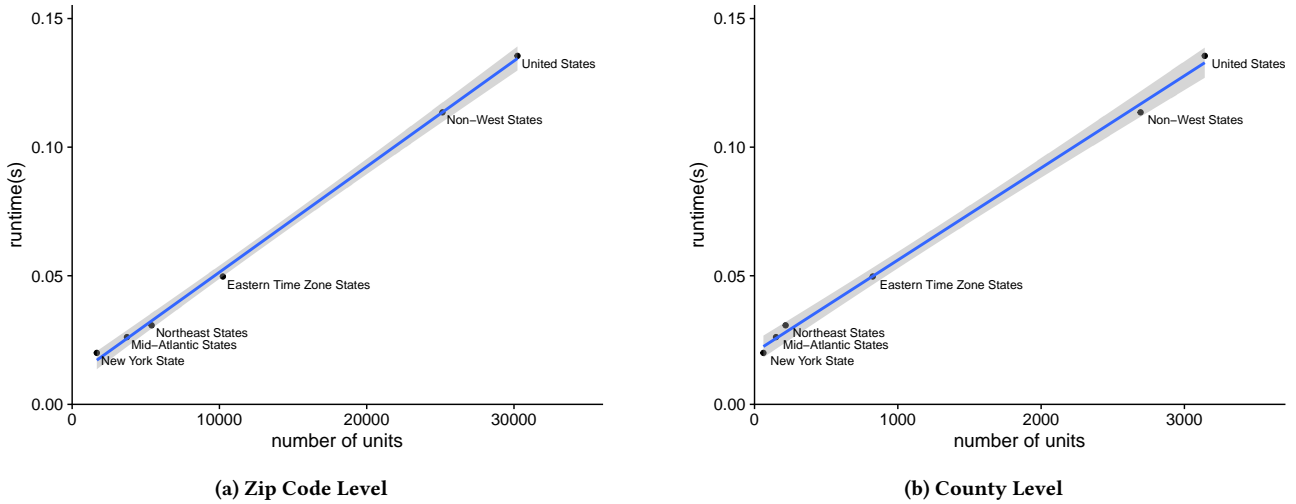 0.15
0.10
0.05
0.00
runtime(s)
United States
Non−West States
Eastern Time Zone States
Northeast States
Mid−Atlantic States
New York State
0
10000
20000
30000
number of units
(a) Zip Code Level
0.15
0.10
0.05
0.00
runtime(s)
United States
Non−West States
Eastern Time Zone States
Northeast States
Mid−Atlantic States
New York State
0
1000
2000
3000
number of units
(b) County Level